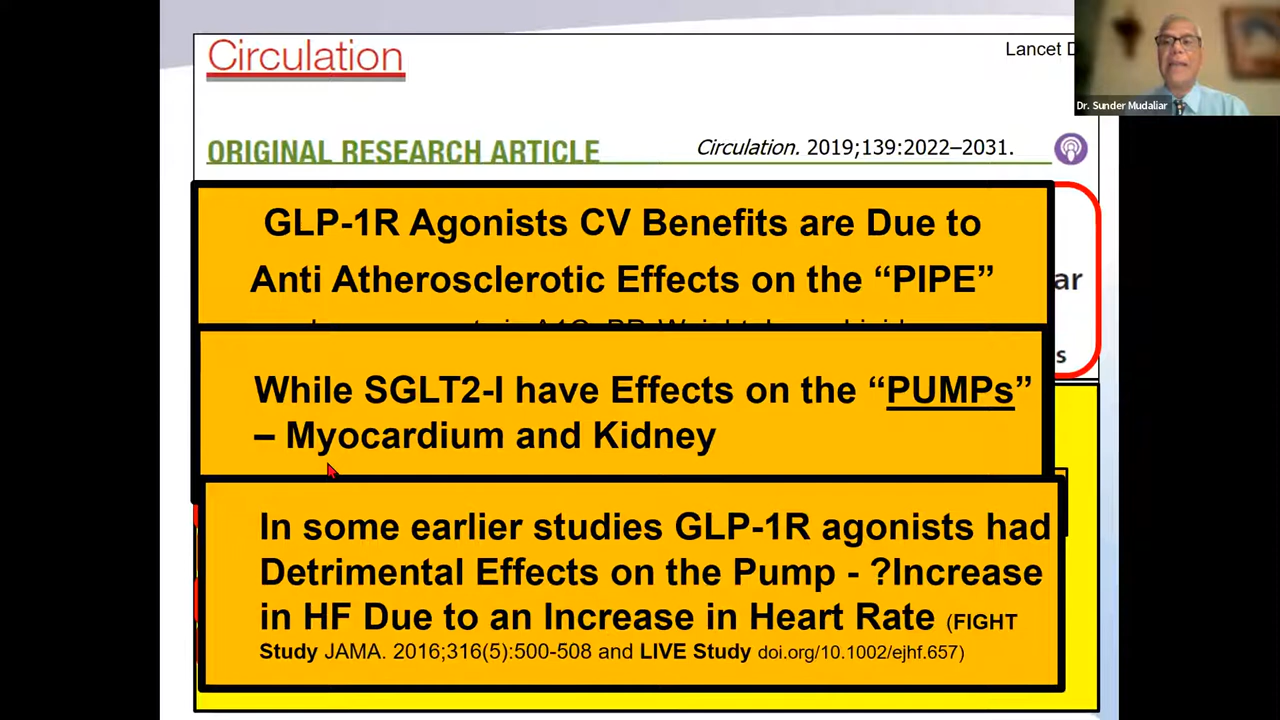 Circulation
Lancet D
Dr. Sunder Mudaliar
ORIGINAL RESEARCH ARTICLE
Circulation. 2019;139:2022–2031.
GLP-1R Agonists CV Benefits are Due to
Anti Atherosclerotic Effects on the “PIPE”
ar
s
While SGLT2-I have Effects on the “PUMPs”
– Myocardium and Kidney
In some earlier studies GLP-1R agonists had
Detrimental Effects on the Pump - ?Increase
in HF Due to an Increase in Heart Rate (FIGHT
Study JAMA. 2016;316(5):500-508 and LIVE Study doi.org/10.1002/ejhf.657)